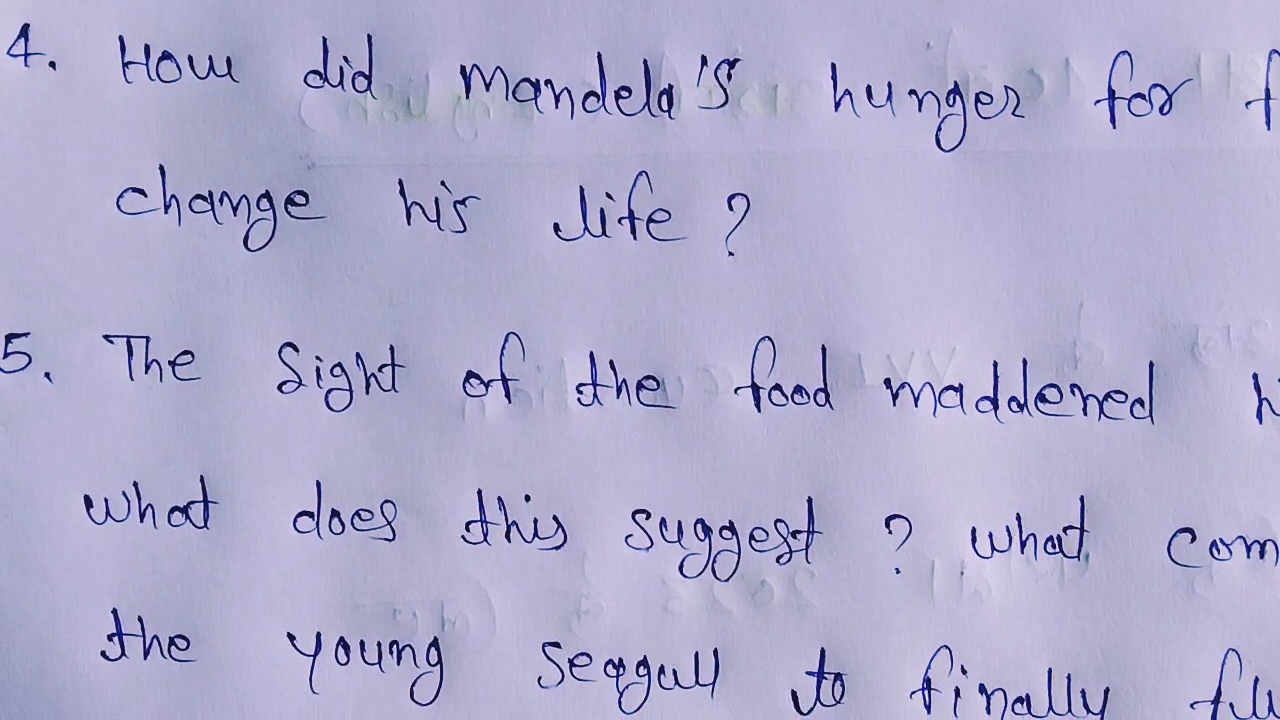 4. How did mandela's hunger for
change his life ?
5. The Sight of the food maddened
what does this suggest ? what
the young seagull to finally